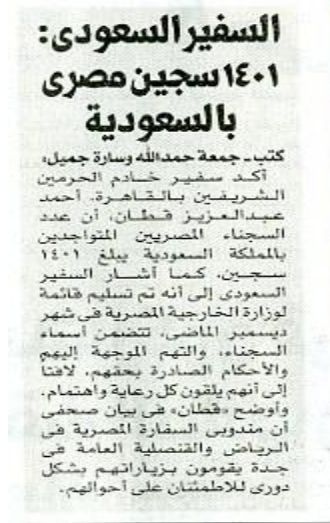 السفير السعودى:
١٤٠١ سجين مصرى
بالسعودية
كتب - جمعة حمدالله وسارة جميل:
أكد سفير خادم الحرمين
الشريفين بالقاهرة، أحمد
عبدالعزيز قطان، أن عدد
السجناء المصريين المتواجدين
بالمملكة السعودية يبلغ ١٤٠١
سجين، كما أشار السفير
السعودى إلى أنه تم تسليم قائمة
لوزارة الخارجية المصرية فى شهر
ديسمبر الماضى، تتضمن أسماء
السجناء، والتهم الموجهة إليهم
والأحكام الصادرة بحقهم، لافتاً
إلى أنهم يلقون كل رعاية واهتمام.
وأوضح «قطان» فى بيان صحفى
أن مندوبى السفارة المصرية فى
الرياض والقنصلية العامة فى
جدة يقومون بزياراتهم بشكل
دورى للاطمئنان على أحوالهم.